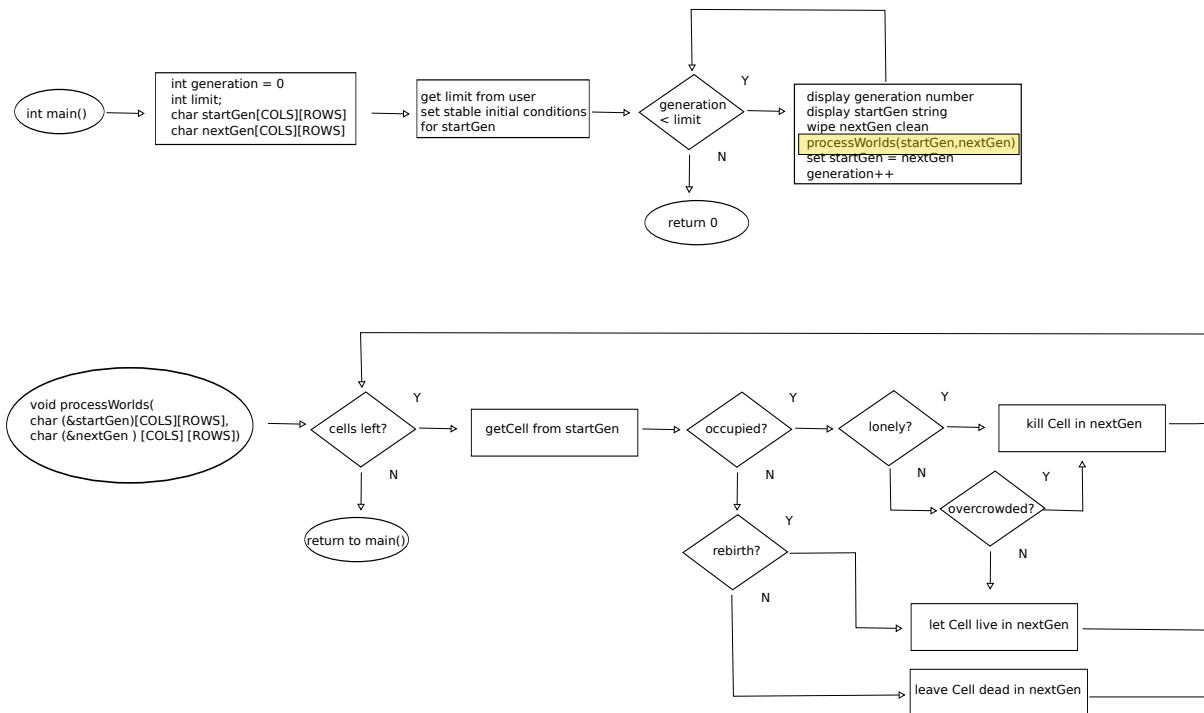 int main()
int generation = 0
int limit;
char startGen[COLS][ROWS]
char nextGen[COLS][ROWS]
get limit from user
set stable initial conditions
for startGen
generation
< limit
Y
N
return 0
display generation number
display startGen string
wipe nextGen clean
processWorlds(startGen,nextGen)
set startGen = nextGen
generation++
void processWorlds(
char (&startGen)[COLS][ROWS],
char (&nextGen ) [COLS] [ROWS])
cells left?
Y
N
return to main()
getCell from startGen
occupied?
Y
N
lonely?
Y
N
kill Cell in nextGen
overcrowded?
Y
N
rebirth?
Y
N
let Cell live in nextGen
leave Cell dead in nextGen